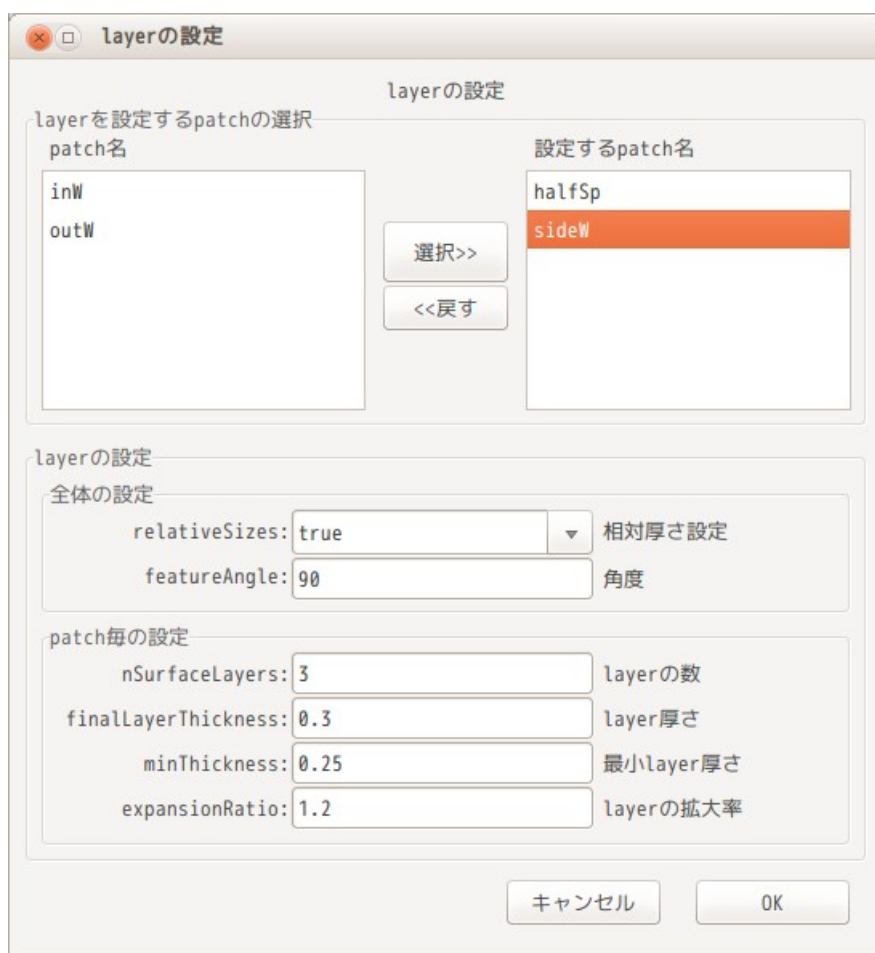 layerの設定
layerの設定
layerを設定するpatchの選択
patch名
設定するpatch名
inW
outW
選択>>
<<戻す
halfSp
sideW
layerの設定
全体の設定
relativeSizes: true 相対厚さ設定
featureAngle: 90 角度
patch毎の設定
nSurfaceLayers: 3 layerの数
finalLayerThickness: 0.3 layer厚さ
minThickness: 0.25 最小layer厚さ
expansionRatio: 1.2 layerの拡大率
キャンセル OK